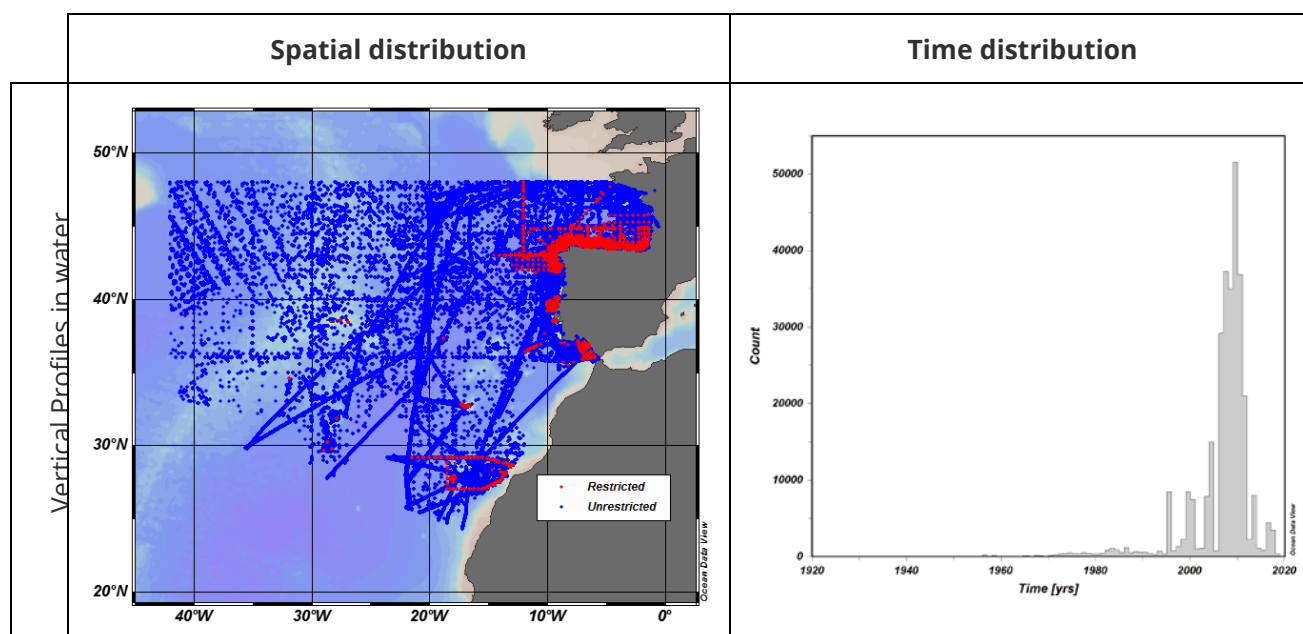 Spatial distribution
Time distribution
Vertical Profiles in water
50°N
40°N
30°N
20°N
40°W
30°W
20°W
10°W
0°
Restricted
Unrestricted
Ocean Data View
50000
40000
30000
20000
10000
0
Count
1920
1940
1960
1980
2000
2020
Time [yrs]
Ocean Data View